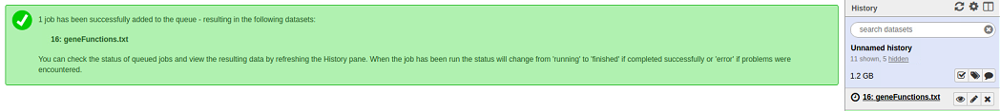 1 job has been successfully added to the queue - resulting in the following datasets:
16: geneFunctions.txt
You can check the status of queued jobs and view the resulting data by refreshing the History pane. When the job has been run the status will change from 'running' to 'finished' if completed successfully or 'error' if problems were
encountered.
History
search datasets
Unnamed history
11 shown, 5 hidden
1.2 GB
16: geneFunctions.txt